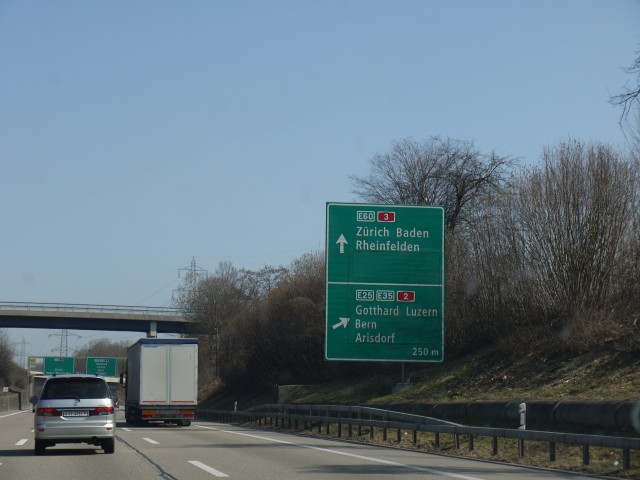 E60 3
Zürich Baden
Rheinfelden
E25 E35 2
Gotthard Luzern
Bern
Arisdorf
250 m